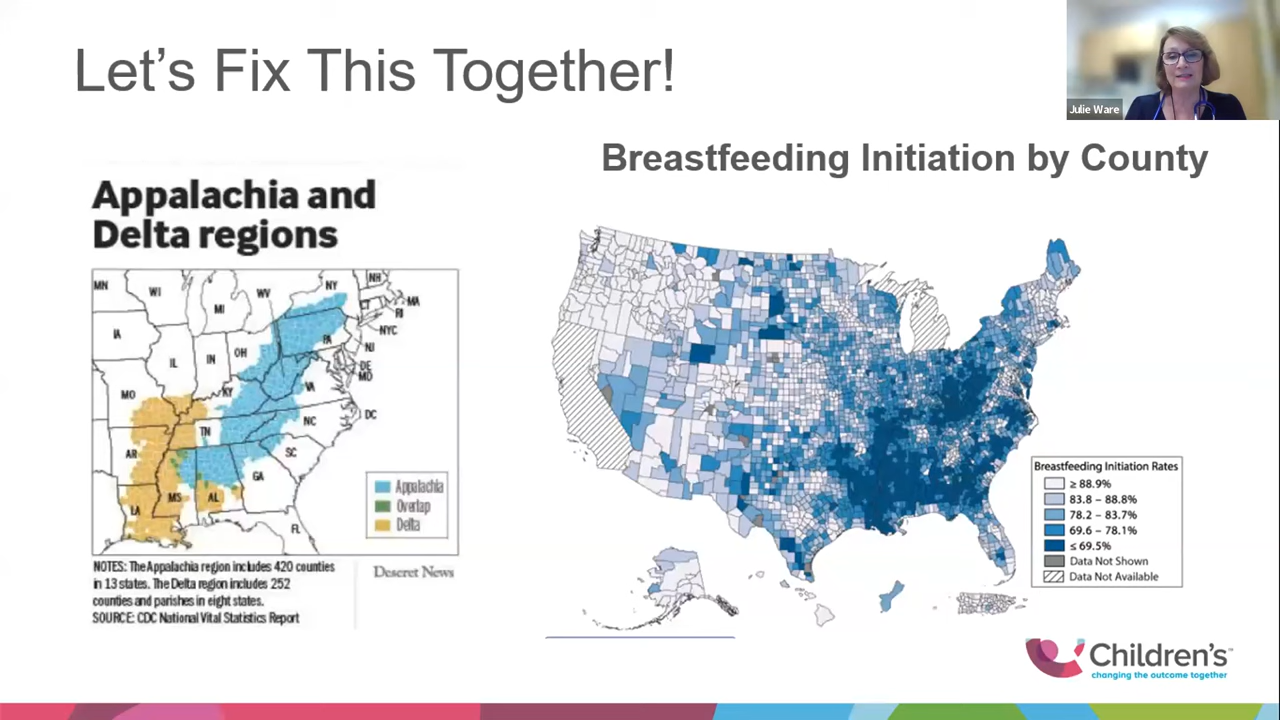 Let's Fix This Together!
Julie Ware
Breastfeeding Initiation by County
Appalachia and
Delta regions
MN
WI
MI
WV
NY
NH
MA
RI
CT
NYC
NJ
IA
IL
IN
OH
PA
DE
MD
MO
KY
VA
DC
NC
TN
AR
SC
GA
MS
AL
LA
FL
Appalachia
Overlap
Delta
NOTES: The Appalachia region includes 420 counties
in 13 states. The Delta region includes 252
counties and parishes in eight states.
SOURCE: CDC National Vital Statistics Report
Deseret News
Breastfeeding Initiation Rates
≥ 88.9%
83.8 – 88.8%
78.2 – 83.7%
69.6 – 78.1%
≤ 69.5%
Data Not Shown
Data Not Available
Children's™
changing the outcome together